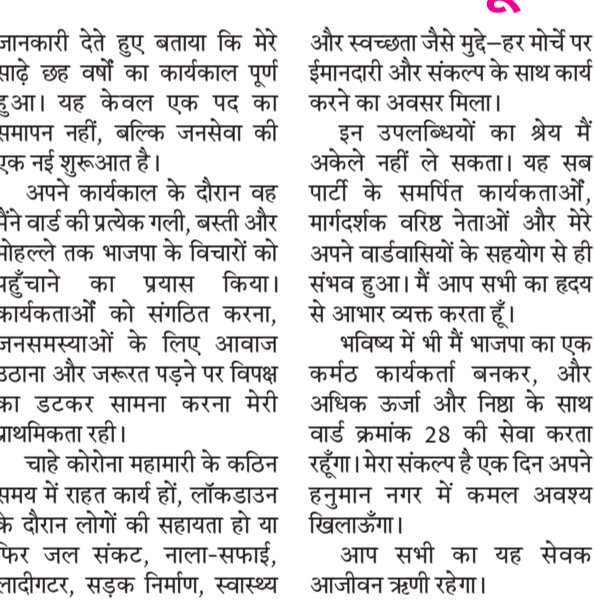 जानकारी देते हुए बताया कि मेरे
साढ़े छह वर्षों का कार्यकाल पूर्ण
हुआ। यह केवल एक पद का
समापन नहीं, बल्कि जनसेवा की
एक नई शुरूआत है।
अपने कार्यकाल के दौरान वह
मैंने वार्ड की प्रत्येक गली, बस्ती और
मोहल्ले तक भाजपा के विचारों को
पहुँचाने का प्रयास किया।
कार्यकताओं को संगठित करना,
जनसमस्याओं के लिए आवाज
उठाना और जरूरत पड़ने पर विपक्ष
का डटकर सामना करना मेरी
प्राथमिकता रही।
चाहे कोरोना महामारी के कठिन
समय में राहत कार्य हों, लॉकडाउन
के दौरान लोगों की सहायता हो या
फिर जल संकट, नाला-सफाई,
लादीगटर, सड़क निर्माण, स्वास्थ्य
और स्वच्छता जैसे मुद्दे–हर मोर्चे पर
ईमानदारी और संकल्प के साथ कार्य
करने का अवसर मिला।
इन उपलब्धियों का श्रेय मैं
अकेले नहीं ले सकता। यह सब
पार्टी के समर्पित कार्यकताओं,
मार्गदर्शक वरिष्ठ नेताओं और मेरे
अपने वार्डवासियों के सहयोग से ही
संभव हुआ। मैं आप सभी का हृदय
से आभार व्यक्त करता हूँ।
भविष्य में भी मैं भाजपा का एक
कर्मठ कार्यकर्ता बनकर, और
अधिक ऊर्जा और निष्ठा के साथ
वार्ड क्रमांक 28 की सेवा करता
रहूँगा। मेरा संकल्प है एक दिन अपने
हनुमान नगर में कमल अवश्य
खिलाऊँगा।
आप सभी का यह सेवक
आजीवन ऋणी रहेगा।